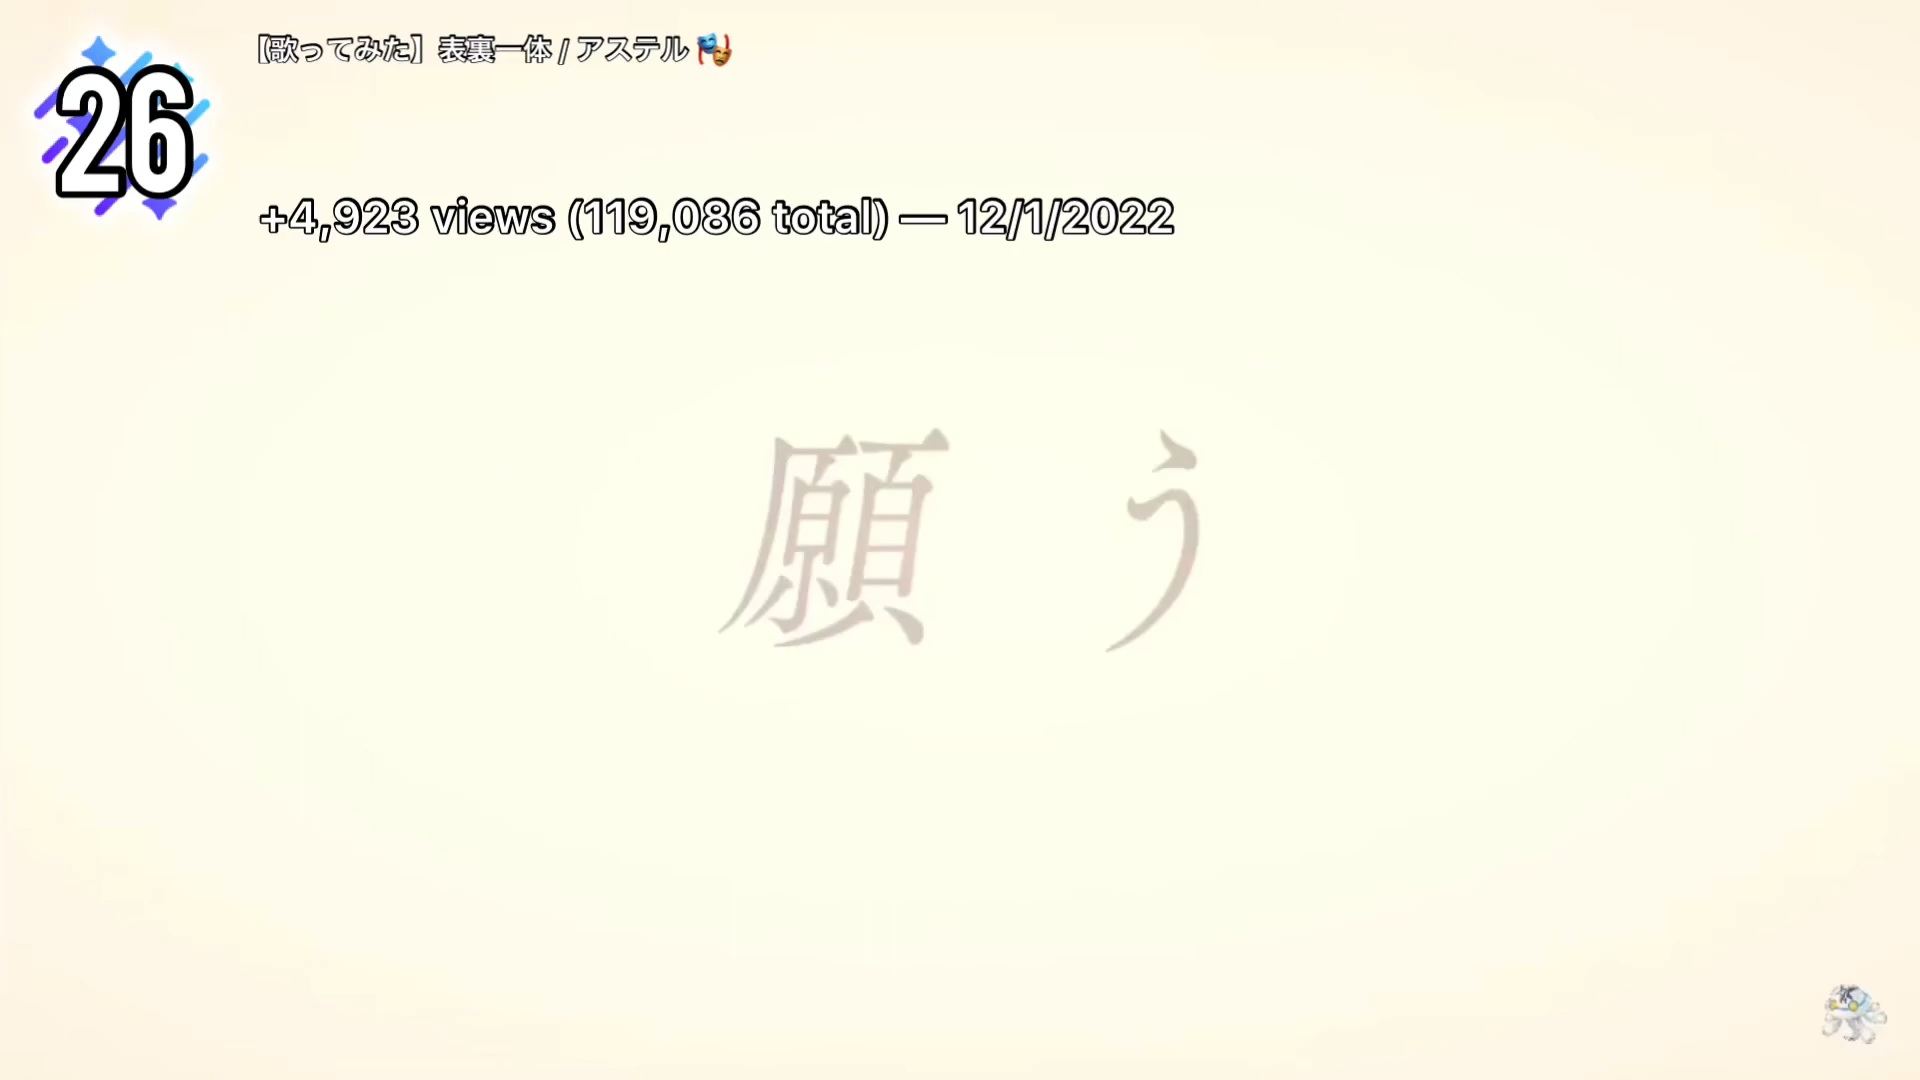 26
【歌ってみた】表裏一体 / アステル 🎭
+4,923 views (119,086 total) — 12/1/2022
願う